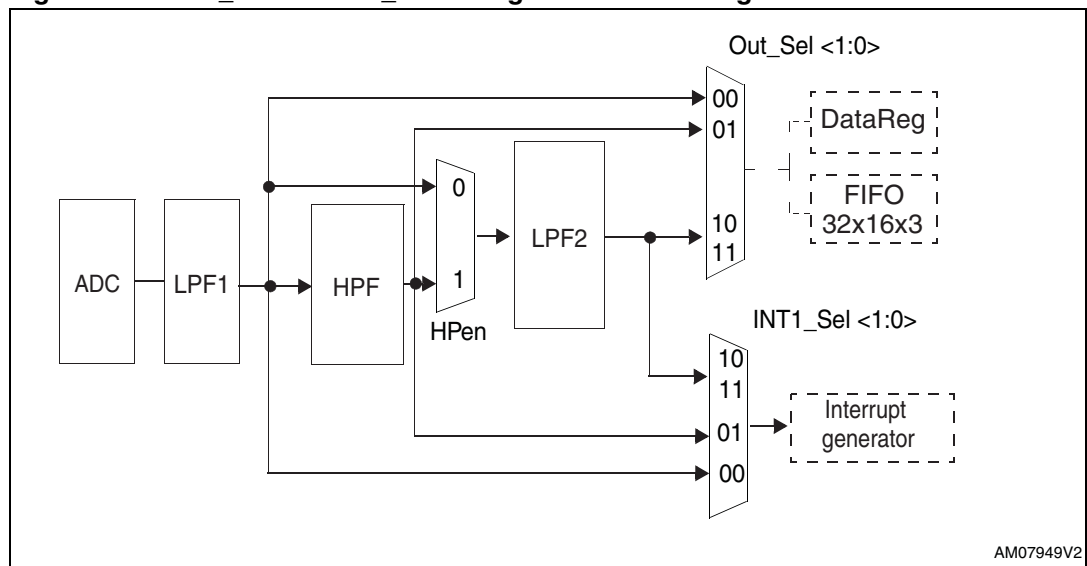 Out_Sel <1:0>
00
01
DataReg
FIFO
32x16x3
0
10
11
LPF2
ADC
LPF1
HPF
1
HPen
INT1_Sel <1:0>
10
11
01
00
Interrupt
generator
AM07949V2